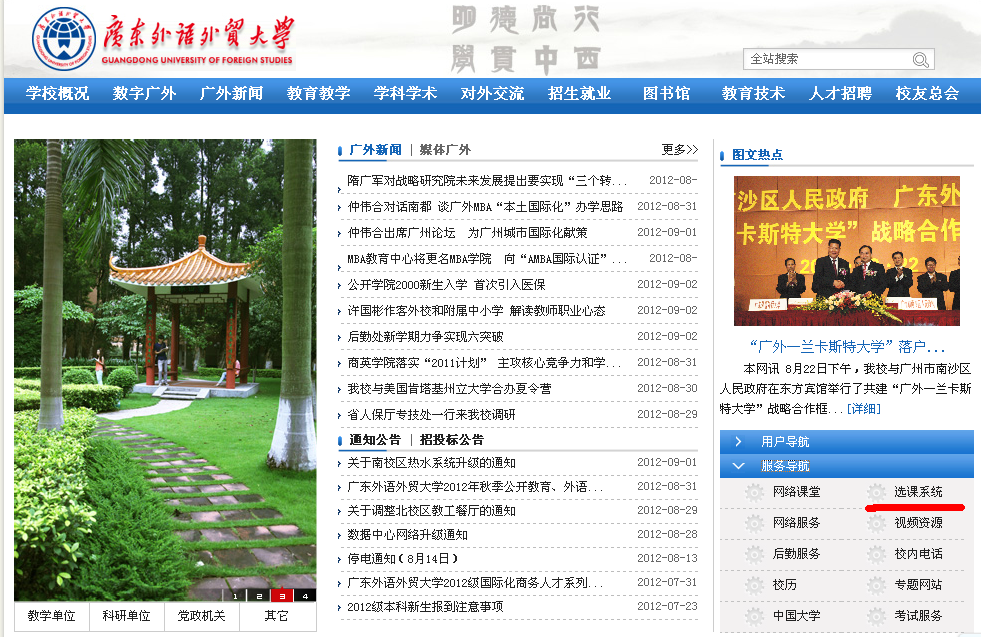 廣东外语外贸大学
GUANGDONG UNIVERSITY OF FOREIGN STUDIES
明德尚行
學貫中西
全站搜索
学校概况 数字广外 广外新闻 教育教学 学科学术 对外交流 招生就业 图书馆 教育技术 人才招聘 校友总会
1 2 3 4
教学单位 科研单位 党政机关 其它
广外新闻 | 媒体广外 更多>>
隋广军对战略研究院未来发展提出要实现“三个转... 2012-08-
仲伟合对话南都 谈广外MBA“本土国际化”办学思路 2012-08-31
仲伟合出席广州论坛 为广州城市国际化献策 2012-09-01
MBA教育中心将更名MBA学院 向“AMBA国际认证”... 2012-08-
公开学院2000新生入学 首次引入医保 2012-09-02
许国彬作客外校和附属中小学 解读教师职业心态 2012-09-02
后勤处新学期力争实现六突破 2012-09-02
商英学院落实“2011计划” 主攻核心竞争力和学... 2012-08-31
我校与美国肯塔基州立大学合办夏令营 2012-08-30
省人保厅专技处一行来我校调研 2012-08-29
通知公告 | 招投标公告
关于南校区热水系统升级的通知 2012-09-01
广东外语外贸大学2012年秋季公开教育、外语... 2012-08-31
关于调整北校区教工餐厅的通知 2012-08-29
数据中心网络升级通知 2012-08-28
停电通知(8月14日) 2012-08-13
广东外语外贸大学2012级国际化商务人才系列... 2012-07-31
2012级本科新生报到注意事项 2012-07-23
图文热点
沙区人民政府 广东外
卡斯特大学”战略合作
“广外—兰卡斯特大学”落户...
本网讯 8月22日下午，我校与广州市南沙区
人民政府在东方宾馆举行了共建“广外—兰卡斯
特大学”战略合作框...[详细]
用户导航
服务导航
网络课堂 选课系统
网络服务 视频资源
后勤服务 校内电话
校历 专题网站
中国大学 考试服务